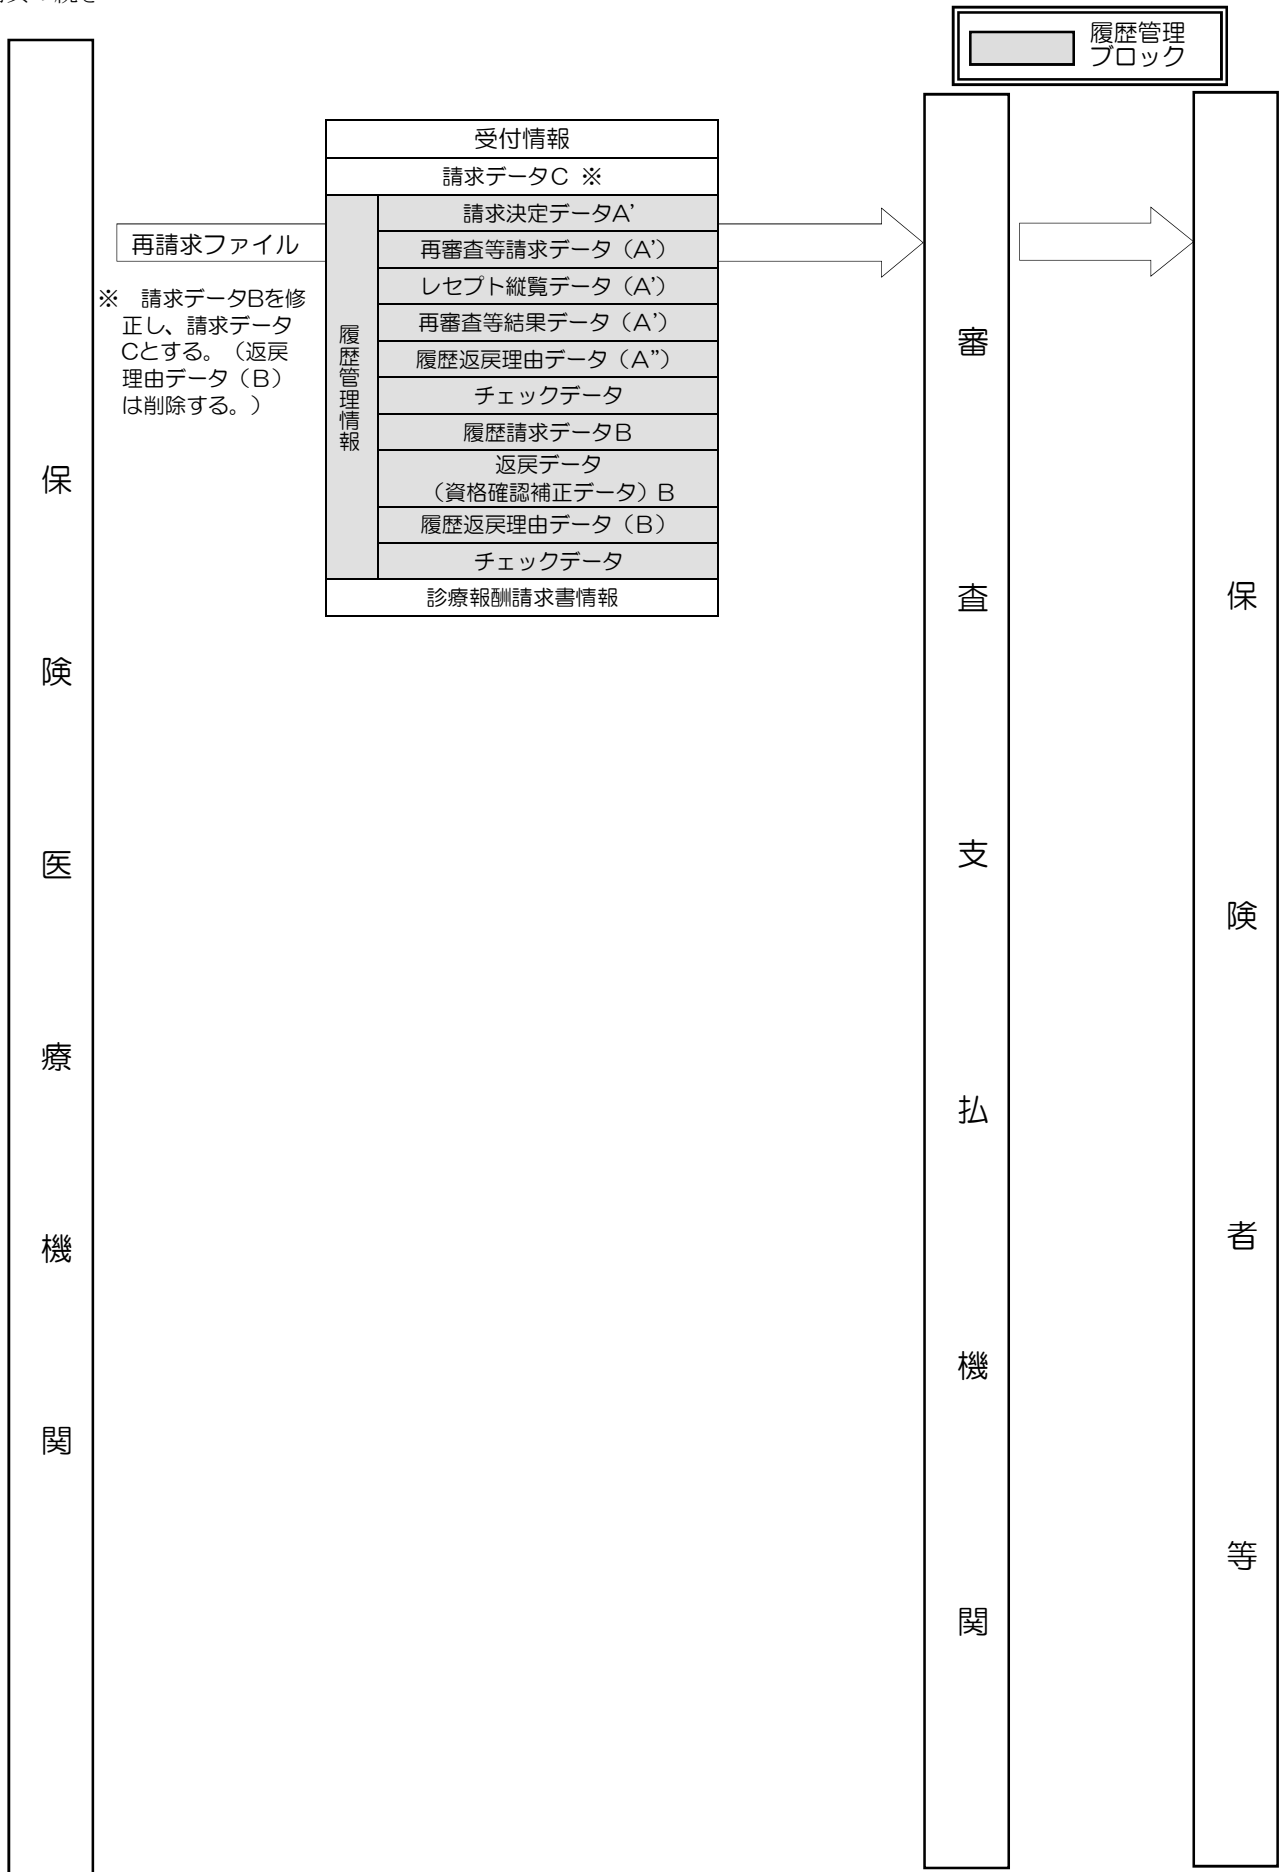 の続き
履歴管理
ブロック
受付情報
請求データC ※
再請求ファイル
※ 請求データBを修
正し、請求データ
Cとする。（返戻
理由データ（B）
は削除する。）
履歴管理情報
請求決定データA’
再審査等請求データ（A’）
レセプト縦覧データ（A’）
再審査等結果データ（A’）
履歴返戻理由データ（A”）
チェックデータ
履歴請求データB
返戻データ
（資格確認補正データ）B
履歴返戻理由データ（B）
チェックデータ
診療報酬請求書情報
保険医療機関
審査支払機関
保険者等